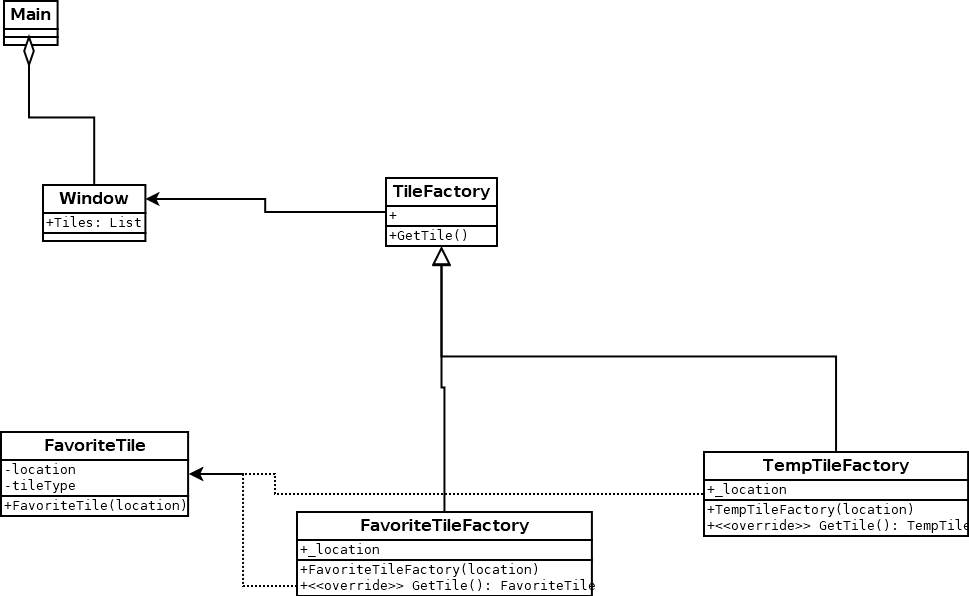 Main
Window
+Tiles: List
TileFactory
+
+GetTile()
FavoriteTile
-location
-tileType
+FavoriteTile(location)
FavoriteTileFactory
+_location
+FavoriteTileFactory(location)
+<<override>> GetTile(): FavoriteTile
TempTileFactory
+_location
+TempTileFactory(location)
+<<override>> GetTile(): TempTile